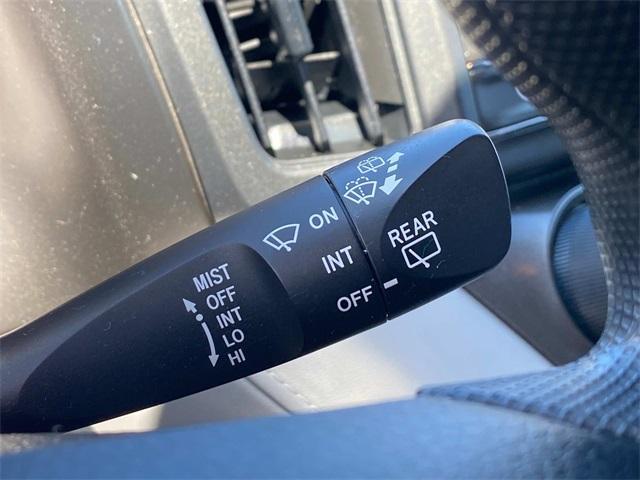 MIST
OFF
INT
LO
HI
ON
INT
OFF
REAR